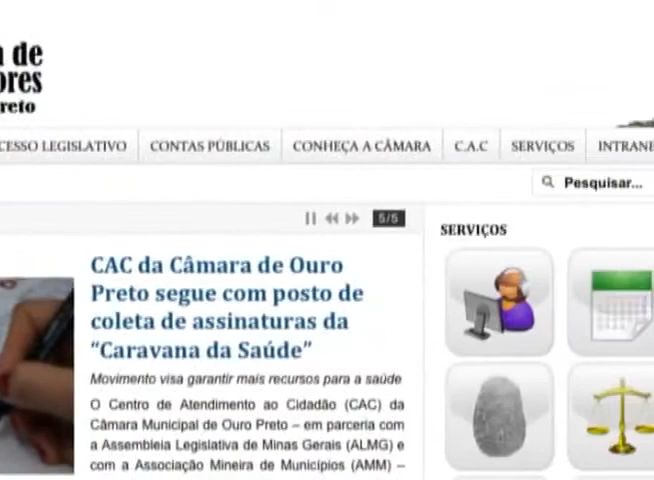 de
reto
CESSO LEGISLATIVO CONTAS PÚBLICAS CONHEÇA A CÂMARA C.A.C SERVIÇOS INTRANE
Pesquisar...
5/5
SERVIÇOS
CAC da Câmara de Ouro
Preto segue com posto de
coleta de assinaturas da
“Caravana da Saúde”
Movimento visa garantir mais recursos para a saúde
O Centro de Atendimento ao Cidadão (CAC) da
Câmara Municipal de Ouro Preto – em parceria com
a Assembleia Legislativa de Minas Gerais (ALMG) e
com a Associação Mineira de Municípios (AMM) –